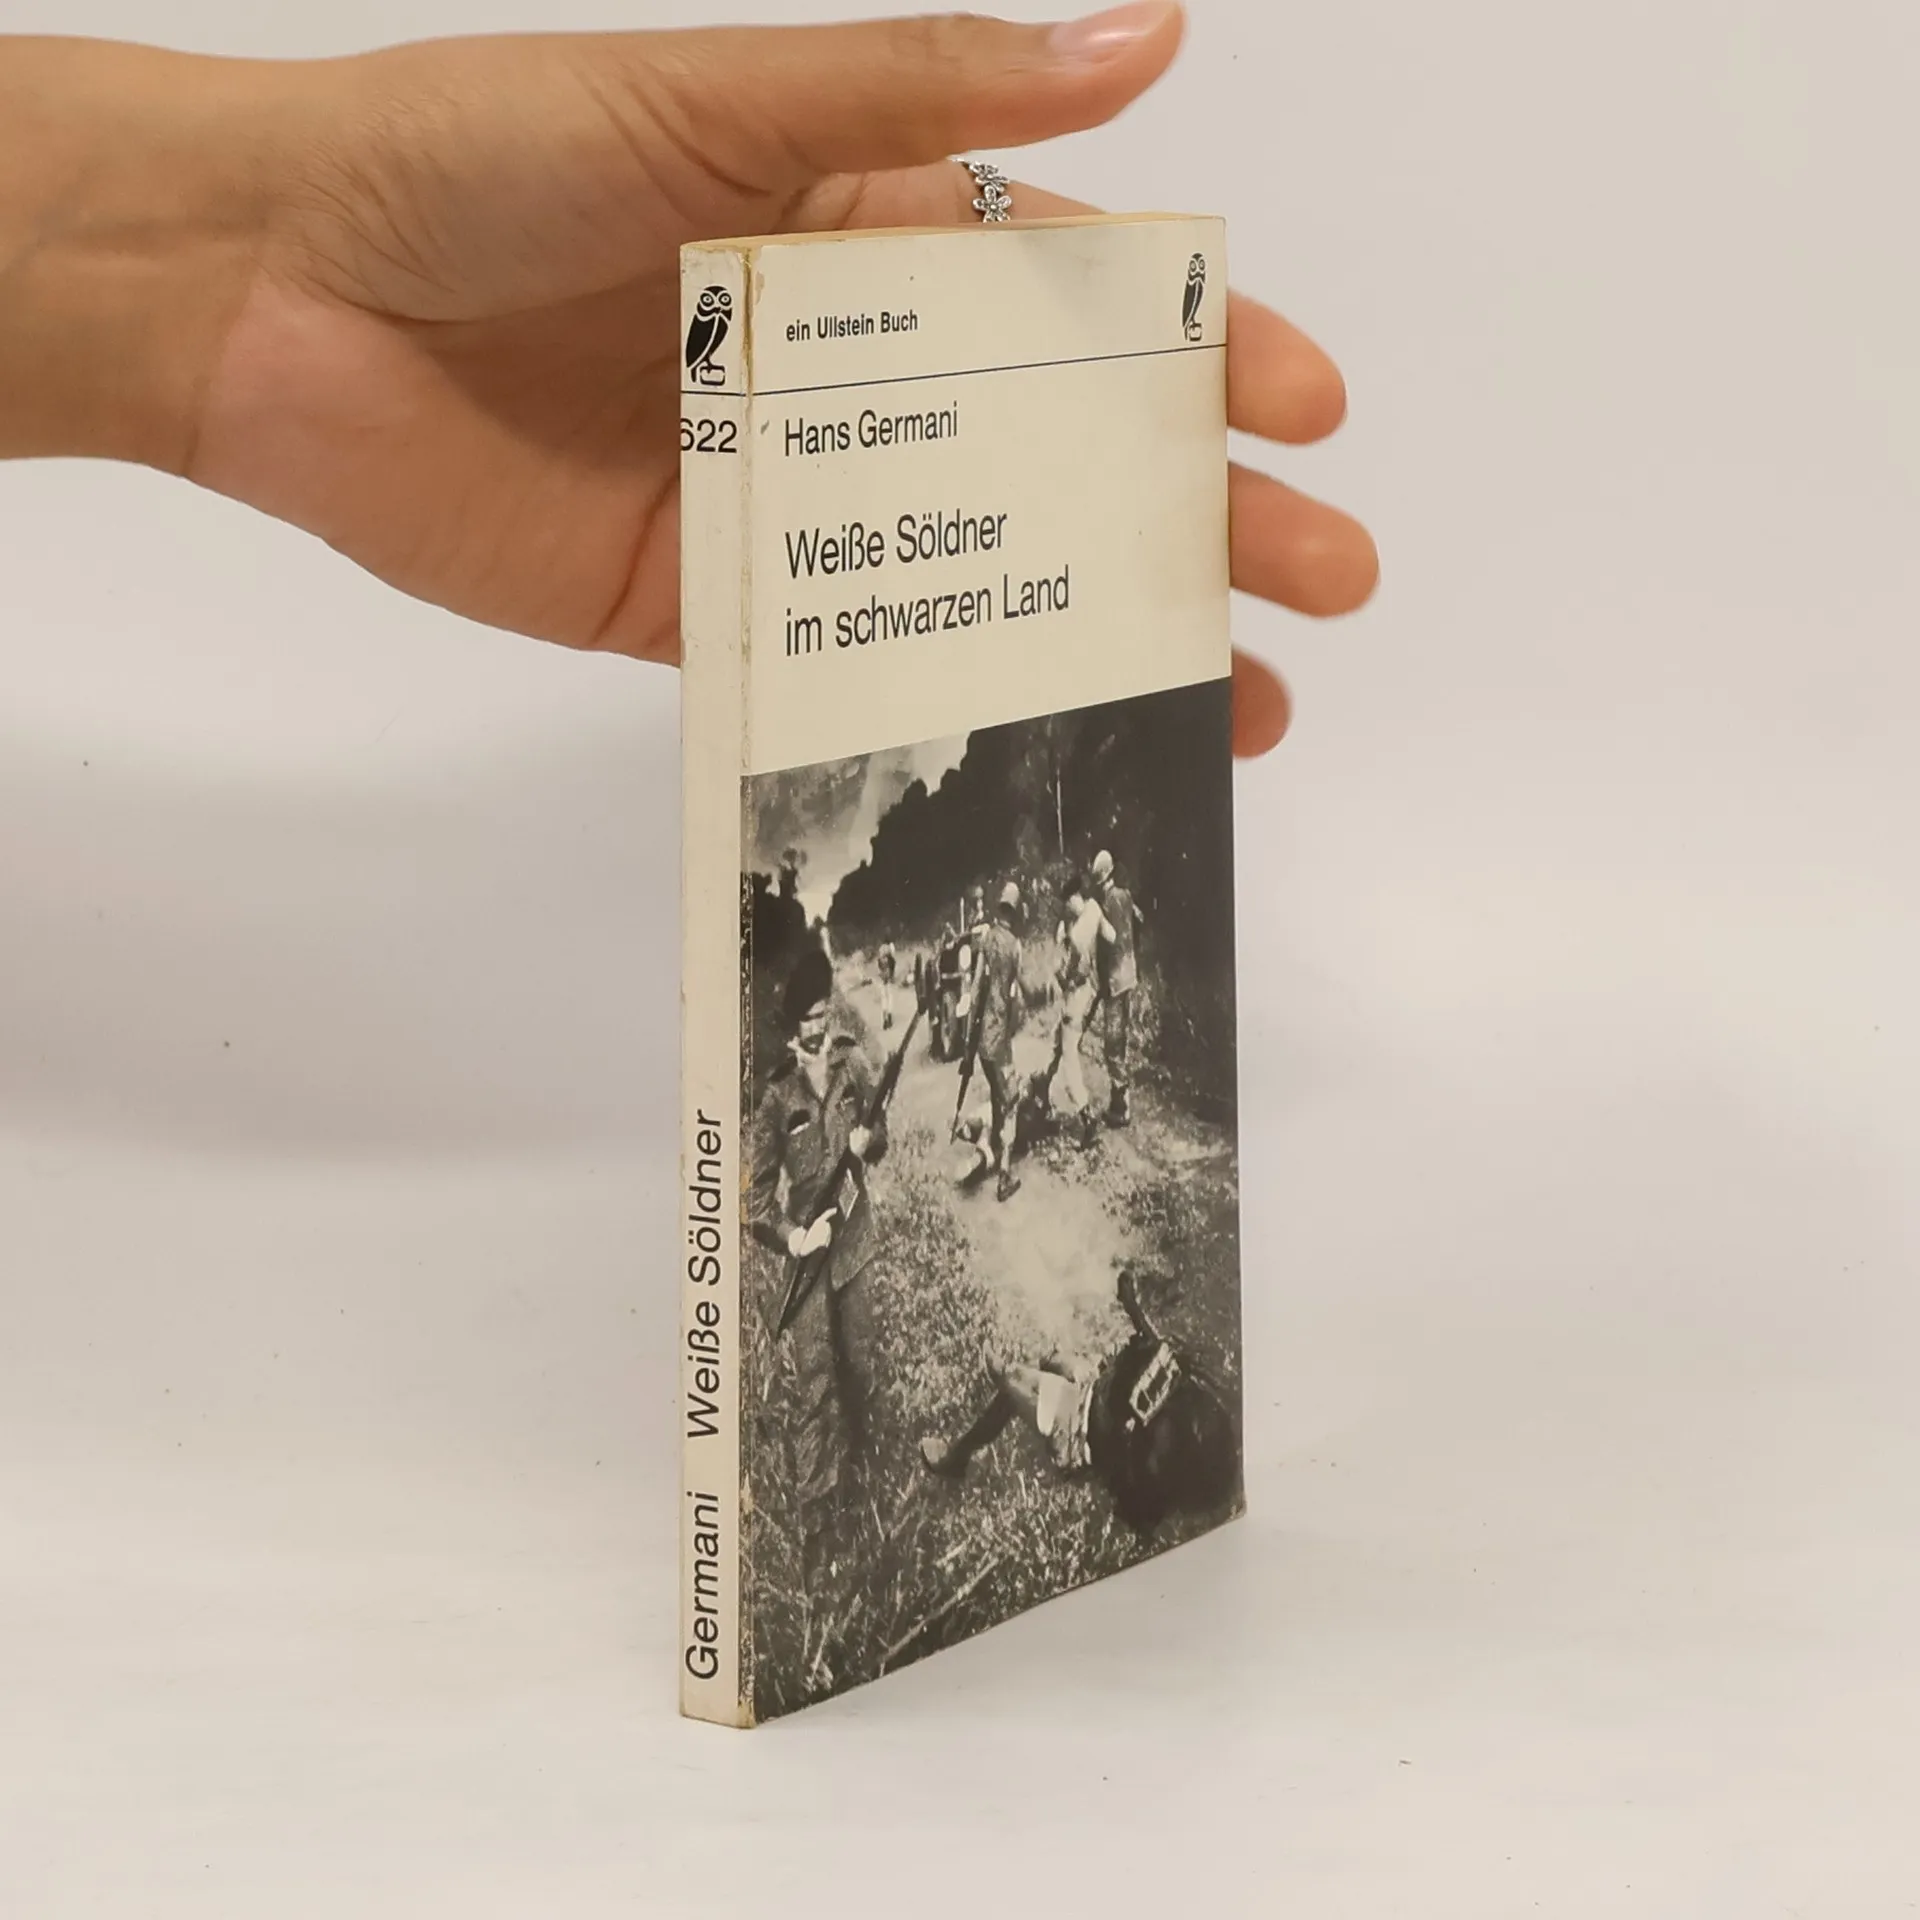 ein Ullstein Buch
Hans Germani
Weiße Söldner
im schwarzen Land
622
Germani Weiße Söldner